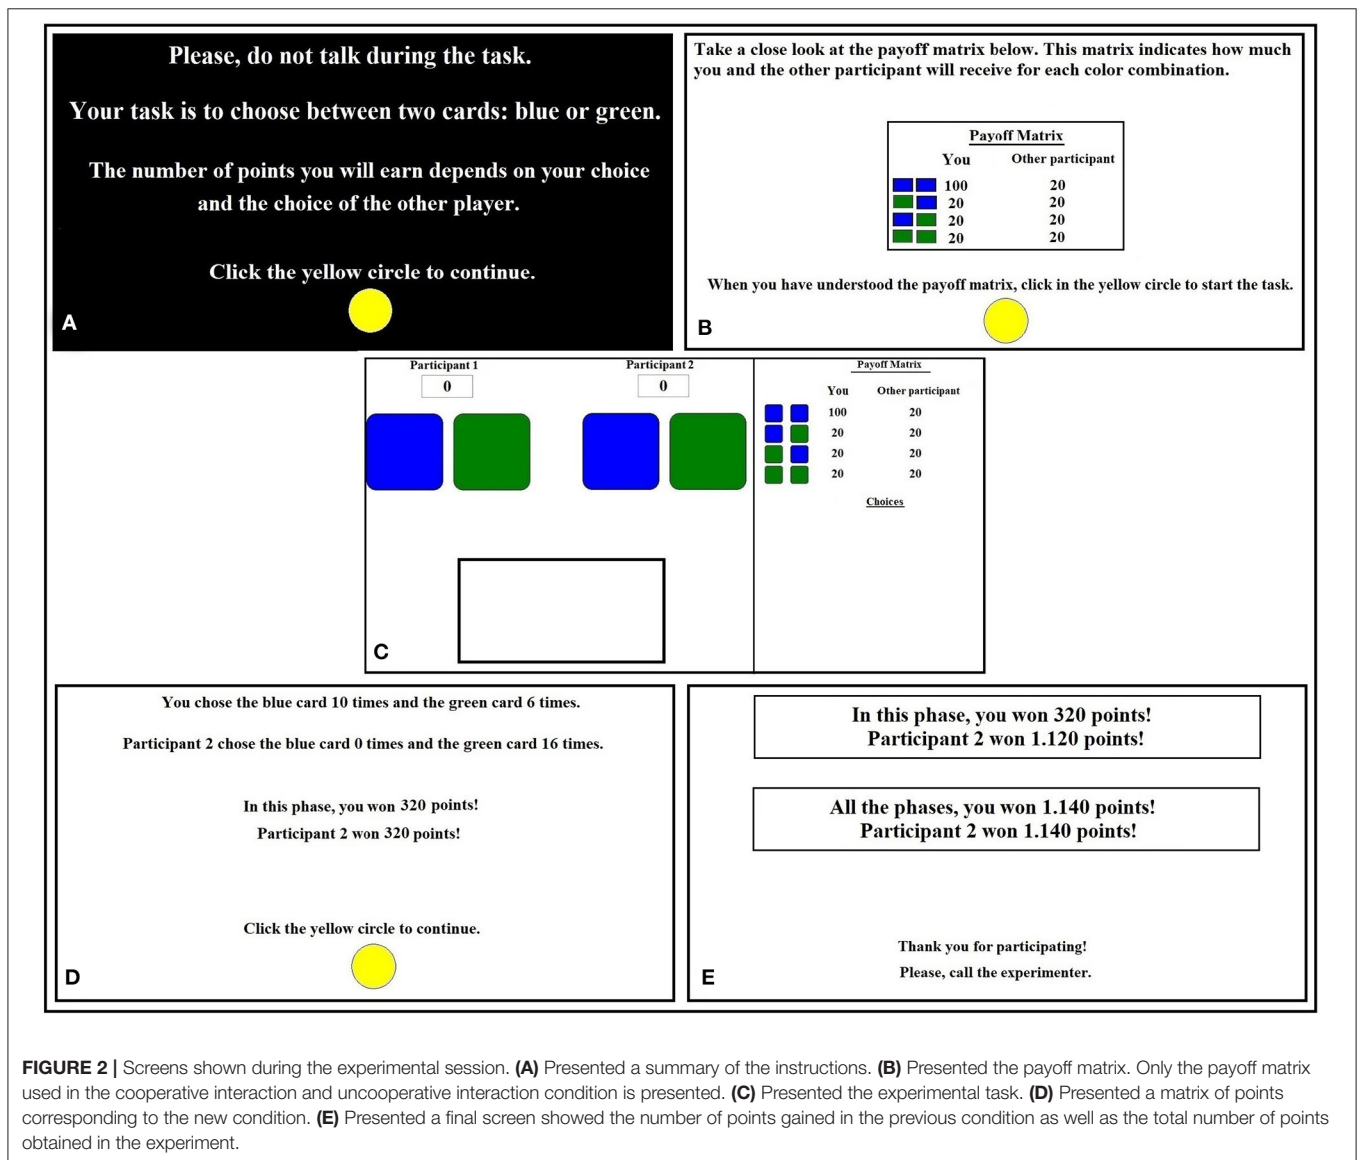 Please, do not talk during the task.
Your task is to choose between two cards: blue or green.
The number of points you will earn depends on your choice
and the choice of the other player.
Click the yellow circle to continue.
A
Take a close look at the payoff matrix below. This matrix indicates how much
you and the other participant will receive for each color combination.
Payoff Matrix
You Other participant
100 20
20 20
20 20
20 20
When you have understood the payoff matrix, click in the yellow circle to start the task.
B
Participant 1 Participant 2
0 0
Payoff Matrix
You Other participant
100 20
20 20
20 20
20 20
Choices
C
You chose the blue card 10 times and the green card 6 times.
Participant 2 chose the blue card 0 times and the green card 16 times.
In this phase, you won 320 points!
Participant 2 won 320 points!
Click the yellow circle to continue.
D
In this phase, you won 320 points!
Participant 2 won 1.120 points!
All the phases, you won 1.140 points!
Participant 2 won 1.140 points!
Thank you for participating!
Please, call the experimenter.
E
FIGURE 2 | Screens shown during the experimental session. (A) Presented a summary of the instructions. (B) Presented the payoff matrix. Only the payoff matrix
used in the cooperative interaction and uncooperative interaction condition is presented. (C) Presented the experimental task. (D) Presented a matrix of points
corresponding to the new condition. (E) Presented a final screen showed the number of points gained in the previous condition as well as the total number of points
obtained in the experiment.